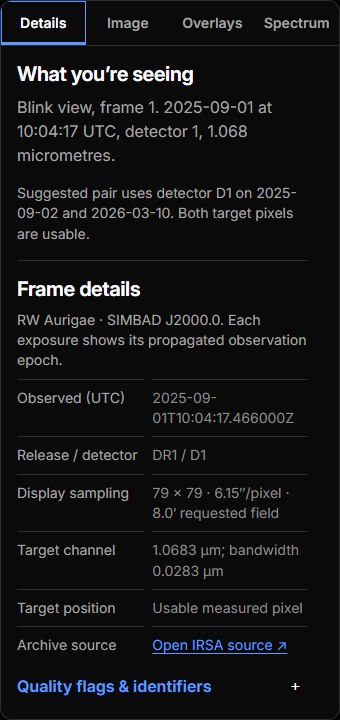 Details Image Overlays Spectrum
What you’re seeing
Blink view, frame 1. 2025-09-01 at
10:04:17 UTC, detector 1, 1.068
micrometres.
Suggested pair uses detector D1 on 2025-
09-02 and 2026-03-10. Both target pixels
are usable.
Frame details
RW Aurigae · SIMBAD J2000.0. Each
exposure shows its propagated observation
epoch.
Observed (UTC) 2025-09-
01T10:04:17.466000Z
Release / detector DR1 / D1
Display sampling 79 × 79 · 6.15″/pixel ·
8.0′ requested field
Target channel 1.0683 µm; bandwidth
0.0283 µm
Target position Usable measured pixel
Archive source Open IRSA source ↗
Quality flags & identifiers +